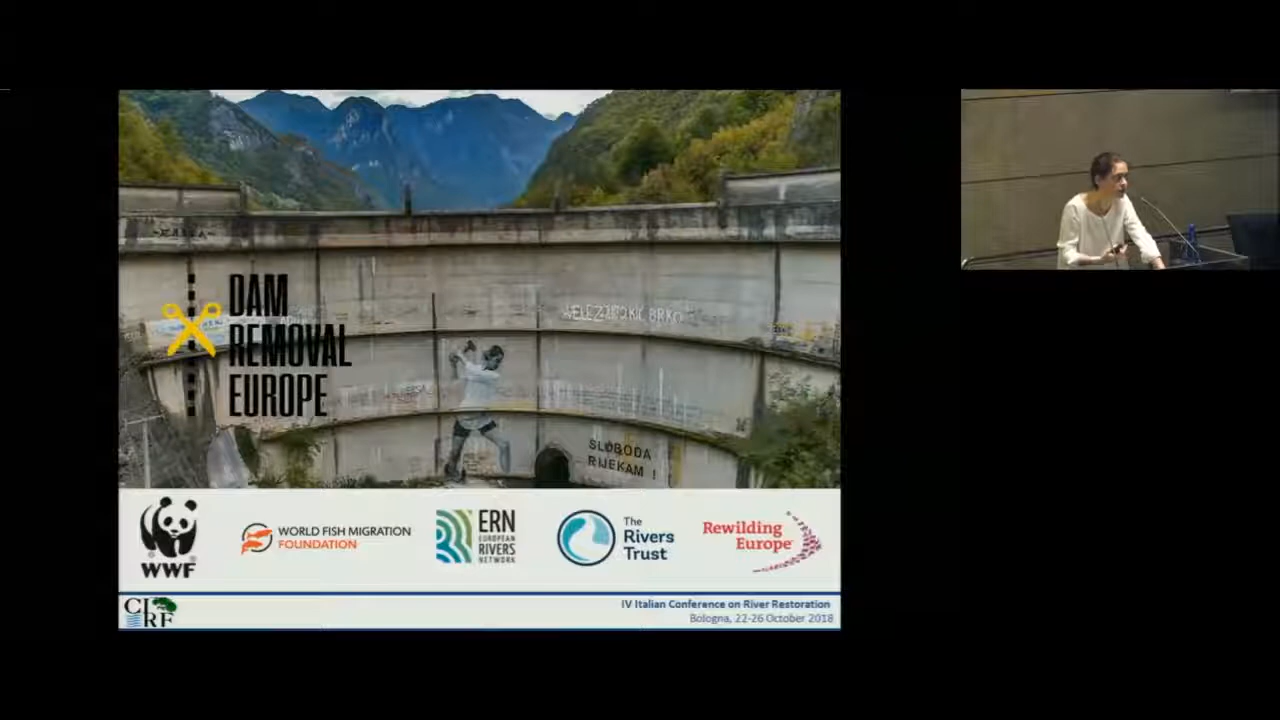 DAM
REMOVAL
EUROPE
SLOBODA
RIJEKAM !
WWF
WORLD FISH MIGRATION
FOUNDATION
ERN
EUROPEAN
RIVERS
NETWORK
The
Rivers
Trust
Rewilding
Europe
CIRF
IV Italian Conference on River Restoration
Bologna, 22-26 October 2018